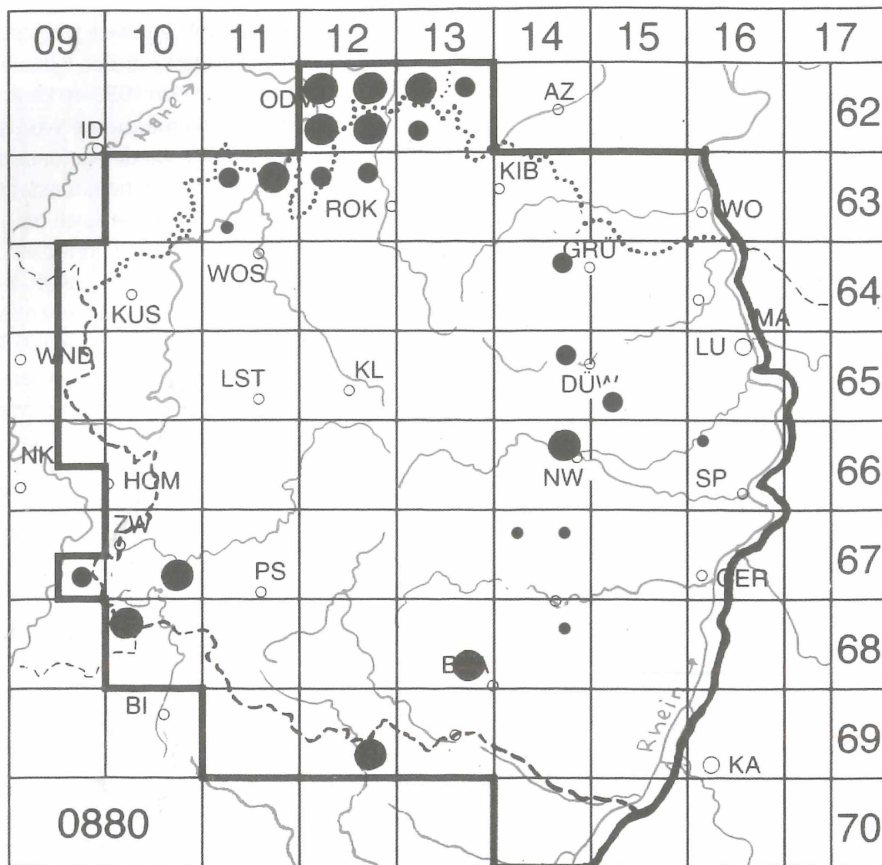 09 10 11 12 13 14 15 16 17
62
ODM AZ
Nahe
ID
KIB
ROK WO 63
WOS GRÜ
KUS 64
MA
WND LU
LST KL DÜW 65
NK HOM NW SP 66
ZW
PS GER 67
68
BI
Rhein
KA 69
0880 70